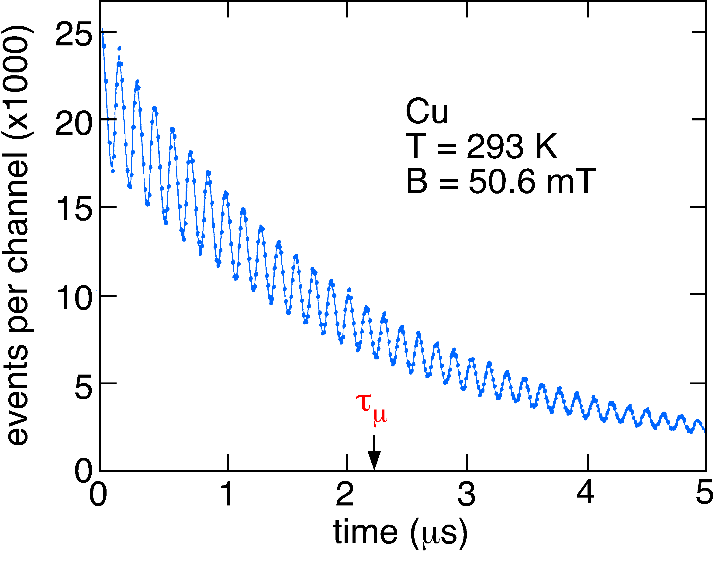 events per channel (x1000)
25
20
15
10
5
0
Cu
T = 293 K
B = 50.6 mT
τμ
0 1 2 3 4 5
time (μs)